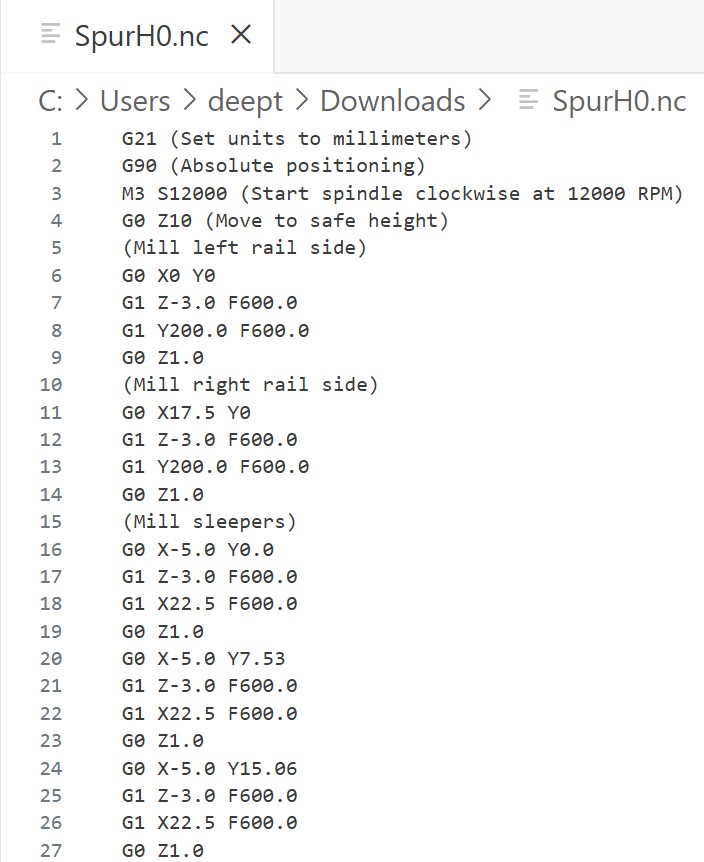 SpurH0.nc ×
C: > Users > deept > Downloads > SpurH0.nc
1 G21 (Set units to millimeters)
2 G90 (Absolute positioning)
3 M3 S12000 (Start spindle clockwise at 12000 RPM)
4 G0 Z10 (Move to safe height)
5 (Mill left rail side)
6 G0 X0 Y0
7 G1 Z-3.0 F600.0
8 G1 Y200.0 F600.0
9 G0 Z1.0
10 (Mill right rail side)
11 G0 X17.5 Y0
12 G1 Z-3.0 F600.0
13 G1 Y200.0 F600.0
14 G0 Z1.0
15 (Mill sleepers)
16 G0 X-5.0 Y0.0
17 G1 Z-3.0 F600.0
18 G1 X22.5 F600.0
19 G0 Z1.0
20 G0 X-5.0 Y7.53
21 G1 Z-3.0 F600.0
22 G1 X22.5 F600.0
23 G0 Z1.0
24 G0 X-5.0 Y15.06
25 G1 Z-3.0 F600.0
26 G1 X22.5 F600.0
27 G0 Z1.0